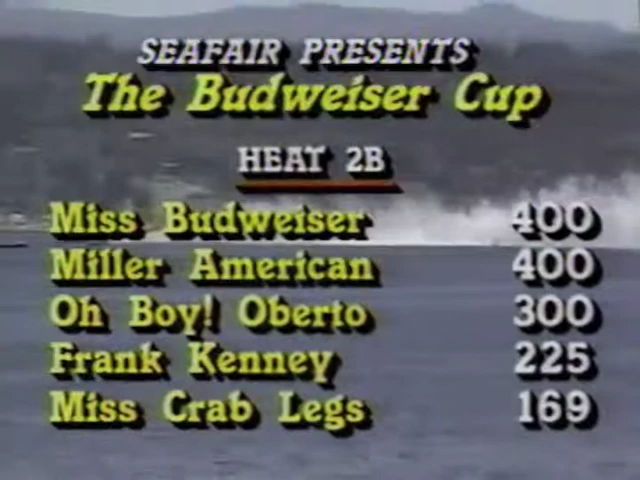 SEAFAIR PRESENTS
The Budweiser Cup
HEAT 2B
Miss Budweiser 400
Miller American 400
Oh Boy! Oberto 300
Frank Kenney 225
Miss Crab Legs 169